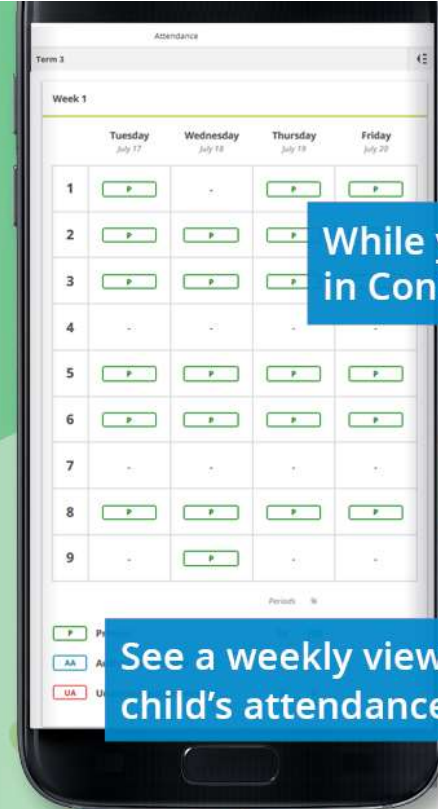 Attendance
Term 3
Week 1
Tuesday Wednesday Thursday Friday
July 17 July 18 July 19 July 20
1 P - P P
2 P P P
3 P P P
4 - - - -
5 P P P P
6 P P P P
7 - - - -
8 P P P P
9 - P - -
Periods %
P
AA
UA
While
in Con
See a weekly view
child's attendance